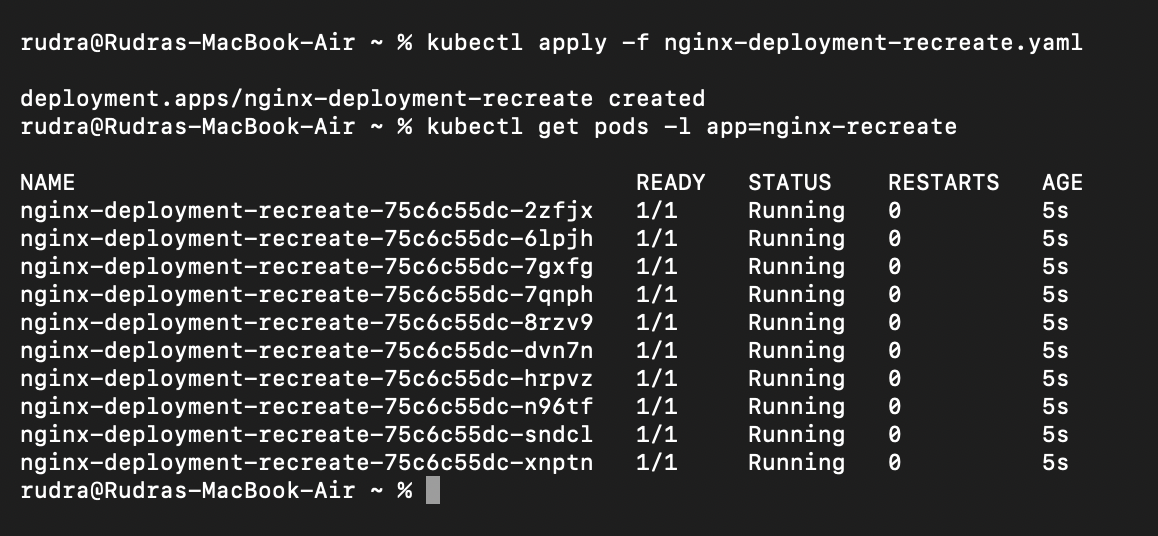 rudra@Rudras-MacBook-Air ~ % kubectl apply -f nginx-deployment-recreate.yaml
deployment.apps/nginx-deployment-recreate created
rudra@Rudras-MacBook-Air ~ % kubectl get pods -l app=nginx-recreate
NAME READY STATUS RESTARTS AGE
nginx-deployment-recreate-75c6c55dc-2zfjx 1/1 Running 0 5s
nginx-deployment-recreate-75c6c55dc-6lpjh 1/1 Running 0 5s
nginx-deployment-recreate-75c6c55dc-7gxfg 1/1 Running 0 5s
nginx-deployment-recreate-75c6c55dc-7qnph 1/1 Running 0 5s
nginx-deployment-recreate-75c6c55dc-8rzv9 1/1 Running 0 5s
nginx-deployment-recreate-75c6c55dc-dvn7n 1/1 Running 0 5s
nginx-deployment-recreate-75c6c55dc-hrpvz 1/1 Running 0 5s
nginx-deployment-recreate-75c6c55dc-n96tf 1/1 Running 0 5s
nginx-deployment-recreate-75c6c55dc-sndcl 1/1 Running 0 5s
nginx-deployment-recreate-75c6c55dc-xnptn 1/1 Running 0 5s
rudra@Rudras-MacBook-Air ~ %